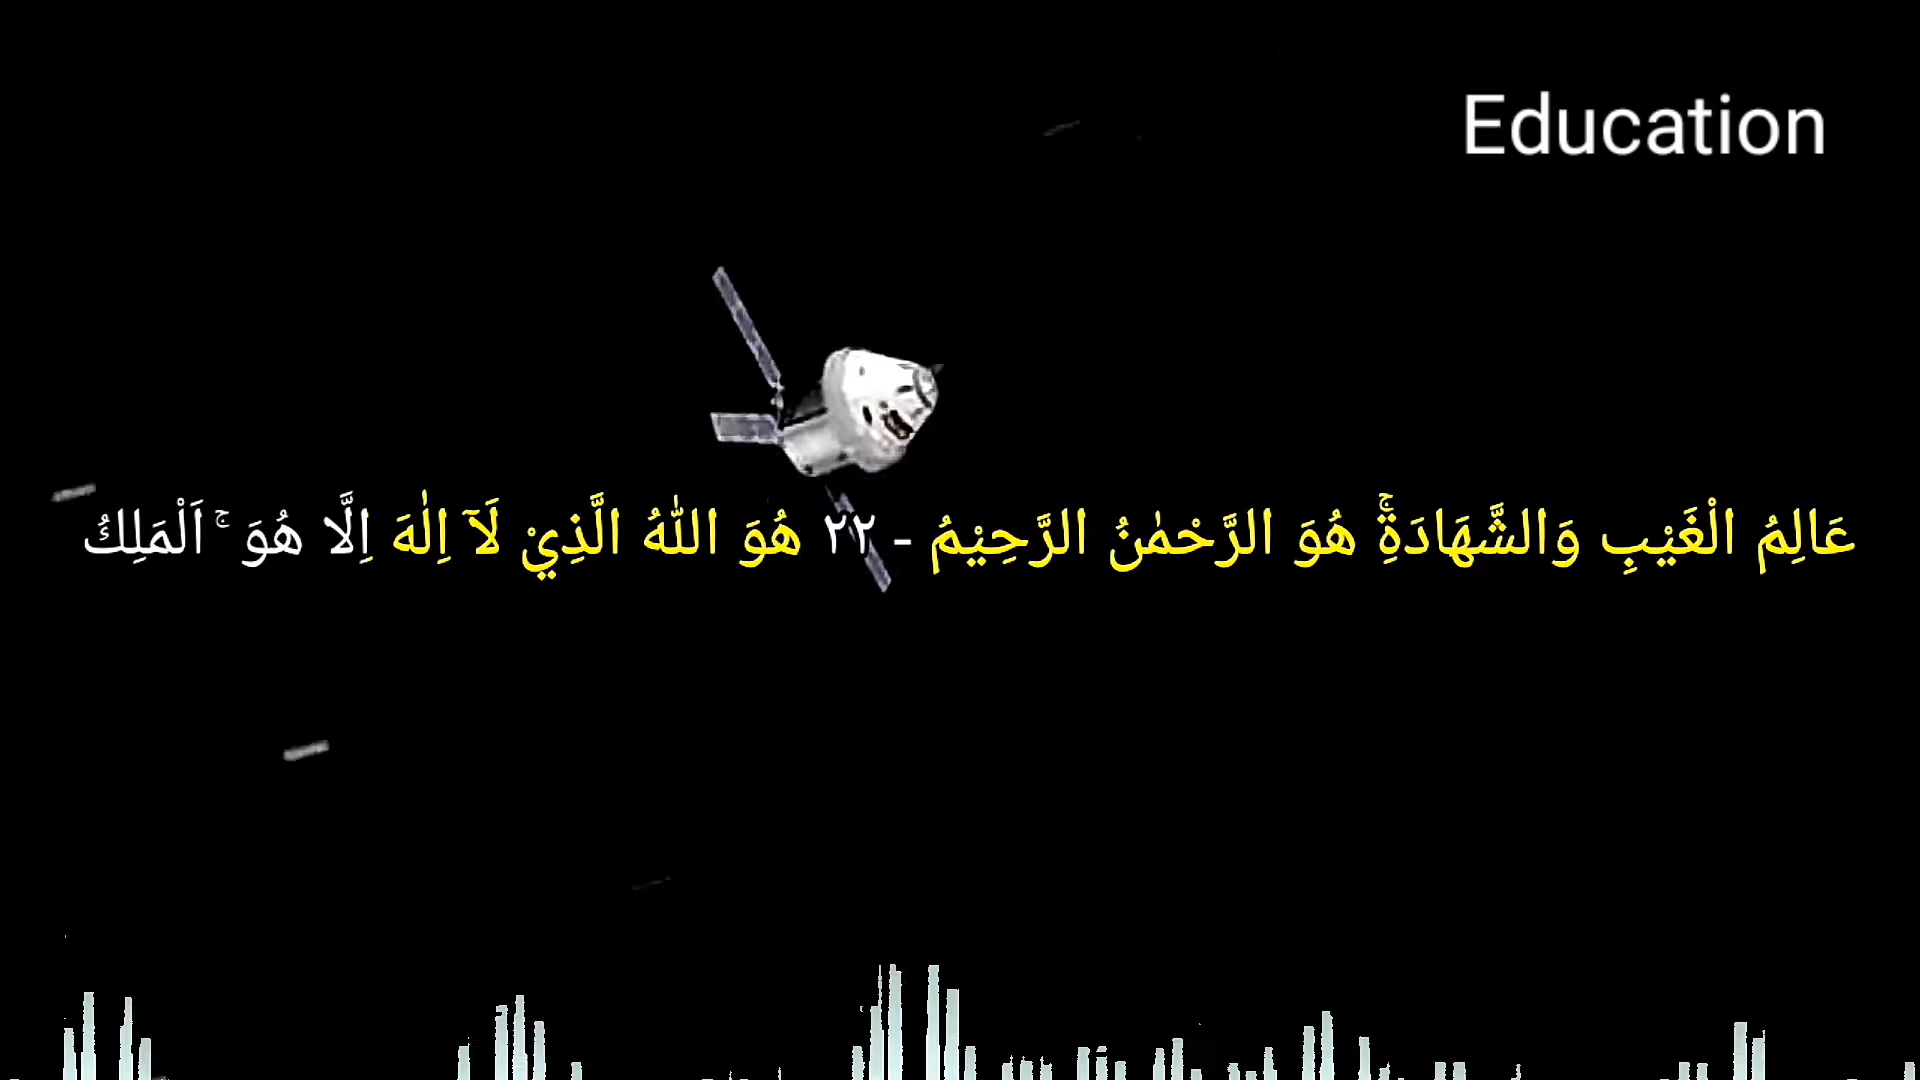 Education
عَالِمُ الْغَيْبِ وَالشَّهَادَةِۚ هُوَ الرَّحْمٰنُ الرَّحِيْمُ - ٢٢ هُوَ اللّٰهُ الَّذِيْ لَآ اِلٰهَ اِلَّا هُوَ ۚ اَلْمَلِكُ